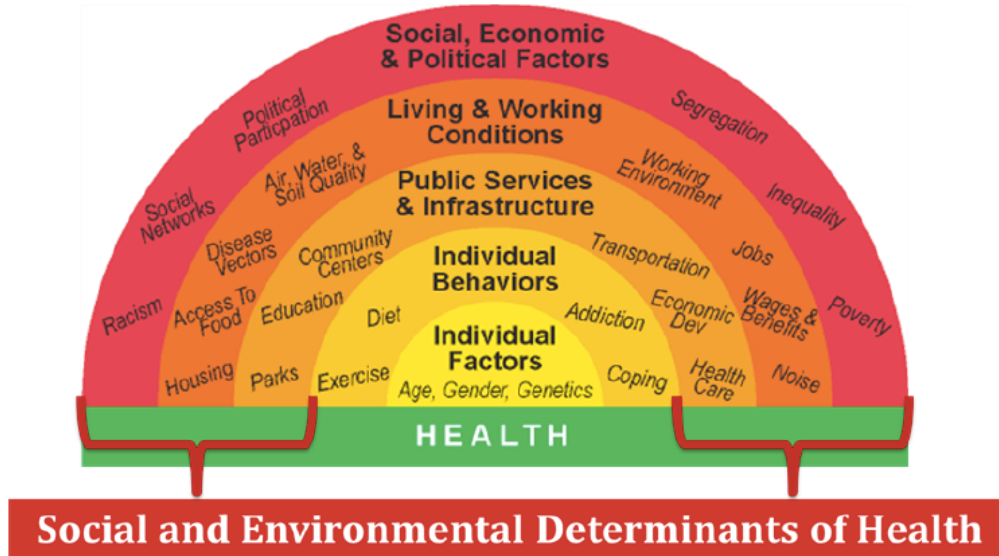 Social, Economic
& Political Factors
Political
Particpation
Segregation
Social
Networks
Inequality
Racism
Poverty
Living & Working
Conditions
Air, Water, &
Soil Quality
Working
Environment
Disease
Vectors
Jobs
Access To
Food
Wages &
Benefits
Housing
Noise
Public Services
& Infrastructure
Community
Centers
Transportation
Education
Economic
Dev
Parks
Health
Care
Individual
Behaviors
Diet
Addiction
Exercise
Coping
Individual
Factors
Age, Gender, Genetics
HEALTH
Social and Environmental Determinants of Health